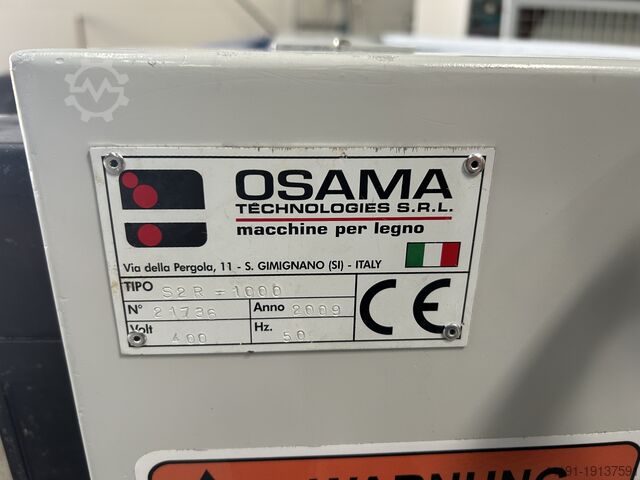 OSAMA
TECHNOLOGIES S.R.L.
macchine per legno
Via della Pergola, 11 - S. GIMIGNANO (SI) - ITALY
TIPO S2R-1000
N° 21736 Anno 2009
Volt 400 Hz. 50
CE
WARNUNG
91-1913759